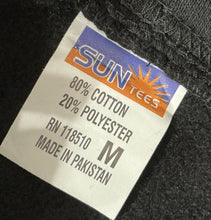 SUN
TEES
80% COTTON
20% POLYESTER
RN 118510
MADE IN PAKISTAN
M